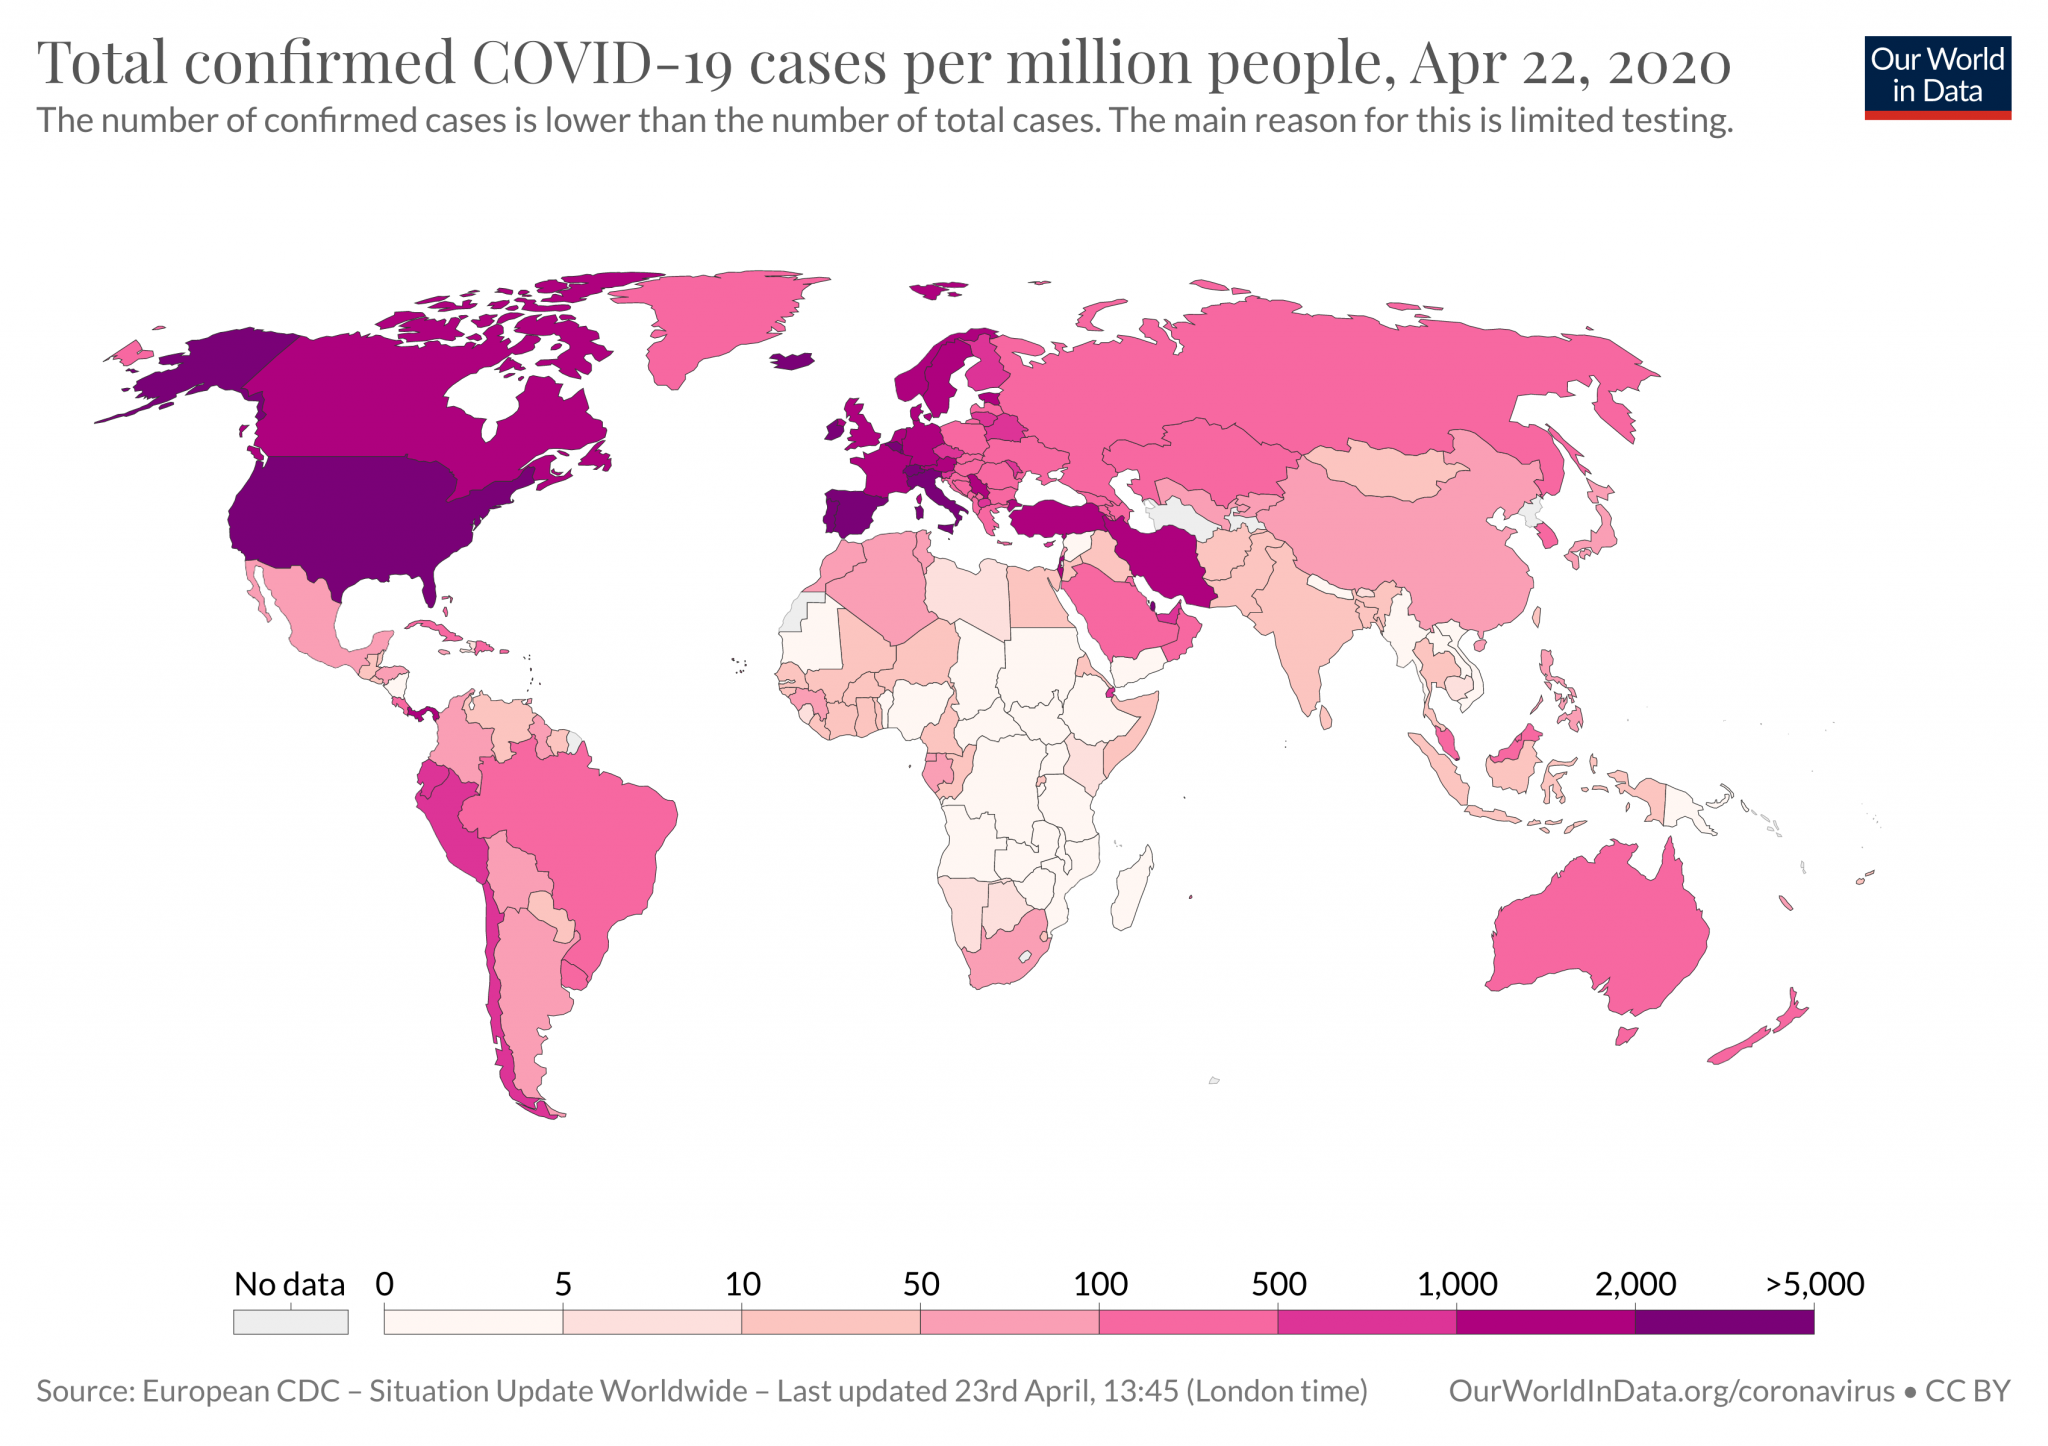 Total confirmed COVID-19 cases per million people, Apr 22, 2020
Our World
in Data
The number of confirmed cases is lower than the number of total cases. The main reason for this is limited testing.
No data 0 5 10 50 100 500 1,000 2,000 >5,000
Source: European CDC – Situation Update Worldwide – Last updated 23rd April, 13:45 (London time)
OurWorldInData.org/coronavirus • CC BY